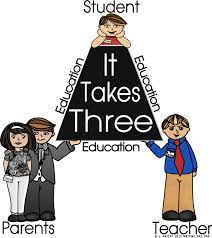 Student
Education
Education
It
Takes
Three
Education
Parents
Teacher